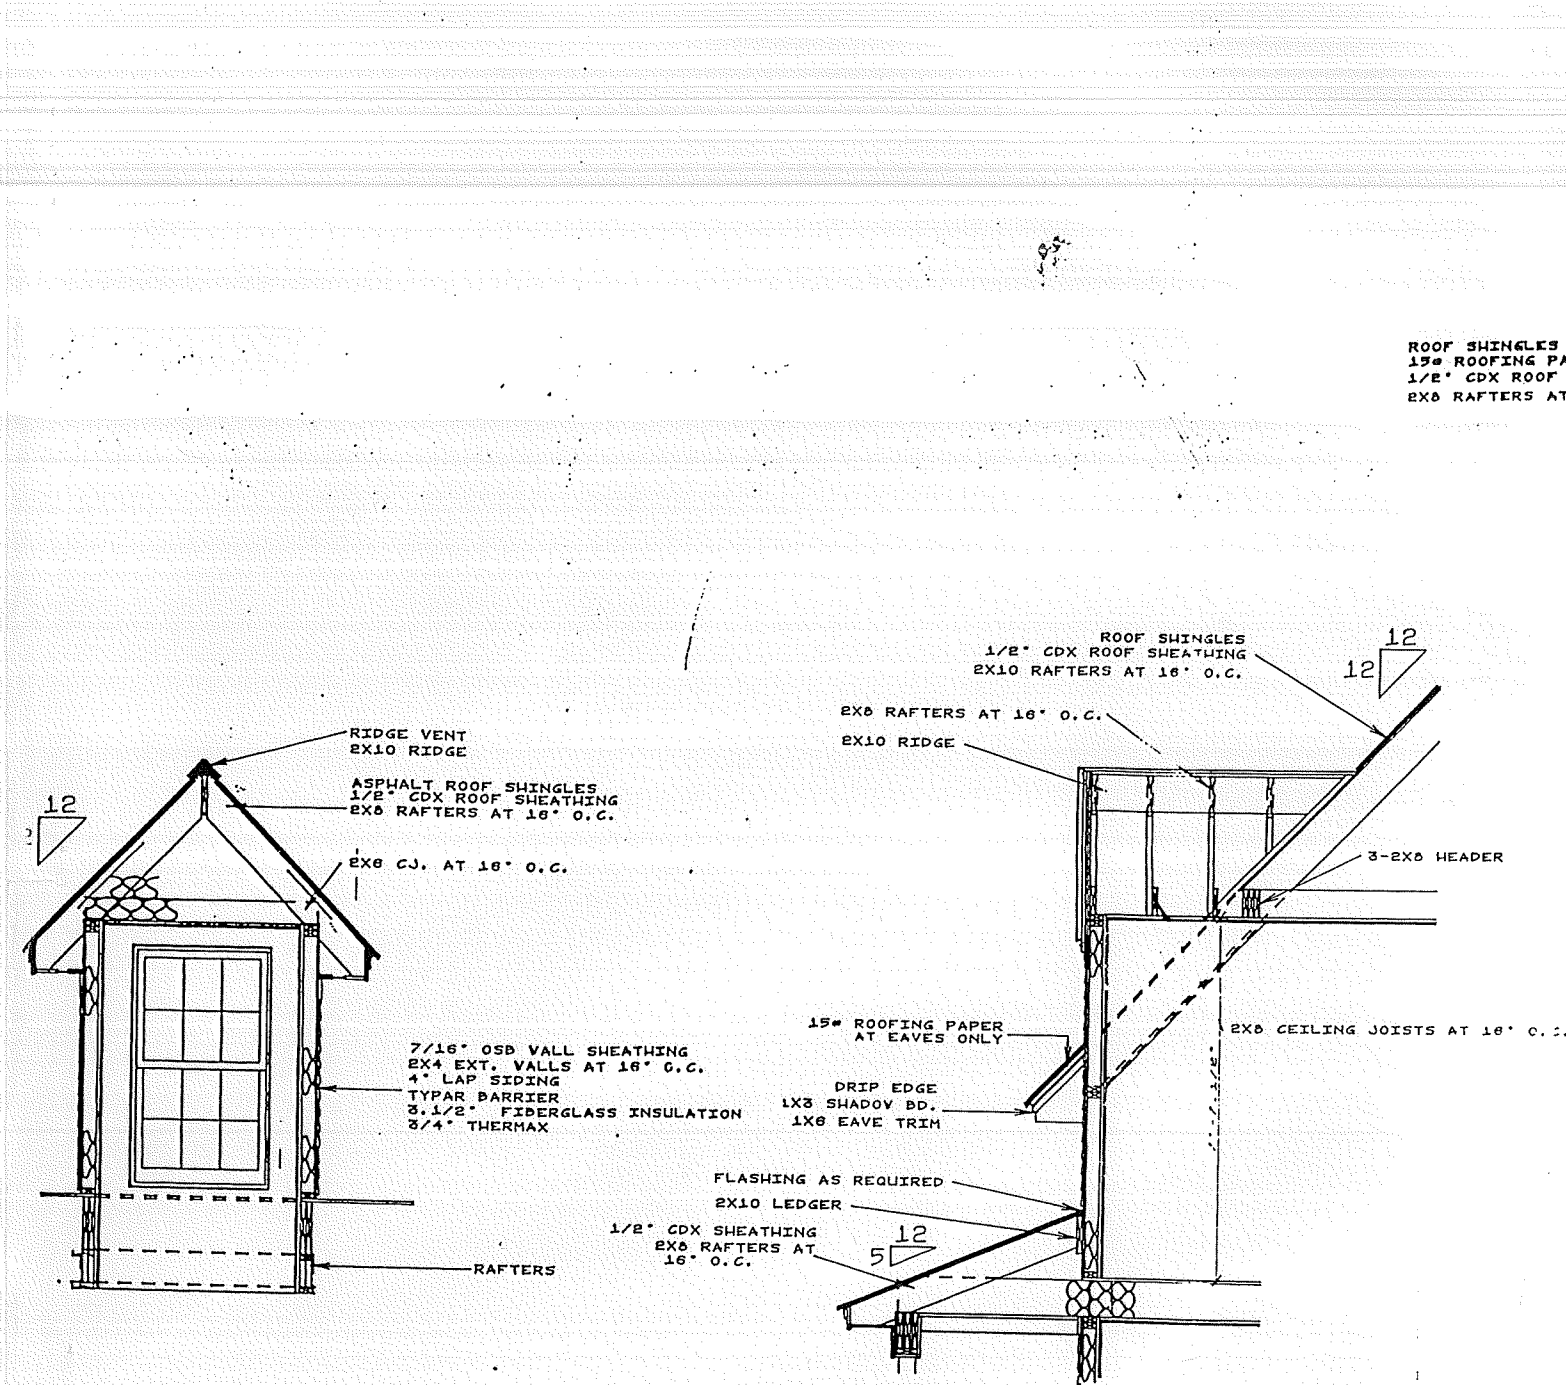 ROOF SHINGLES
15# ROOFING PA
1/2" CDX ROOF
2X8 RAFTERS AT
ROOF SHINGLES
1/2" CDX ROOF SHEATHING
2X10 RAFTERS AT 16" O.C.
12
12
2X8 RAFTERS AT 16" O.C.
2X10 RIDGE
RIDGE VENT
2X10 RIDGE
ASPHALT ROOF SHINGLES
1/2" CDX ROOF SHEATHING
2X8 RAFTERS AT 16" O.C.
12
2X6 CJ. AT 16" O.C.
3-2X8 HEADER
15# ROOFING PAPER
AT EAVES ONLY
2X8 CEILING JOISTS AT 16" O.C.
7/16" OSB WALL SHEATHING
2X4 EXT. WALLS AT 16" O.C.
4" LAP SIDING
TYPAR BARRIER
3.1/2" FIBERGLASS INSULATION
3/4" THERMAX
DRIP EDGE
1X3 SHADOW BD.
1X6 EAVE TRIM
FLASHING AS REQUIRED
2X10 LEDGER
1/2" CDX SHEATHING
2X8 RAFTERS AT
16" O.C.
12
5
RAFTERS